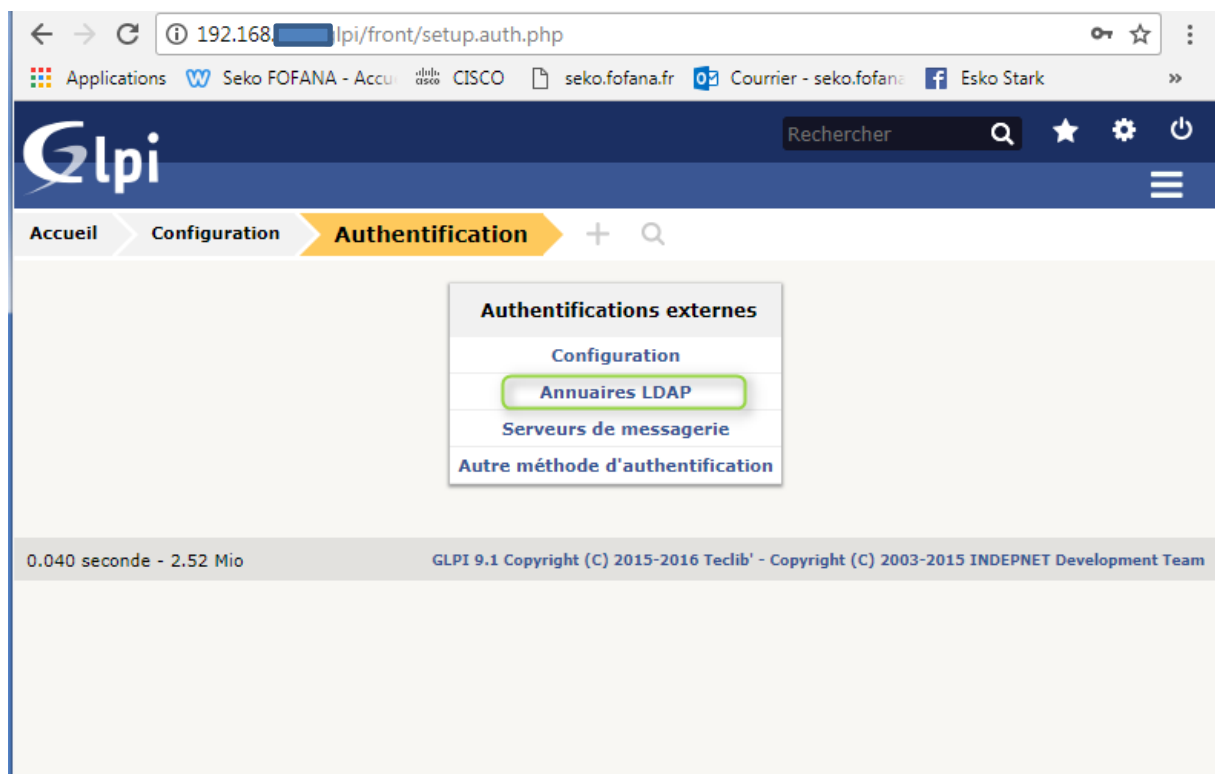 192.168. lpi/front/setup.auth.php
Applications Seko FOFANA - Accu CISCO seko.fofana.fr Courrier - seko.fofana Esko Stark »
Glpi
Rechercher
Accueil Configuration Authentification
Authentifications externes
Configuration
Annuaires LDAP
Serveurs de messagerie
Autre méthode d'authentification
0.040 seconde - 2.52 Mio GLPI 9.1 Copyright (C) 2015-2016 Teclib' - Copyright (C) 2003-2015 INDEPNET Development Team